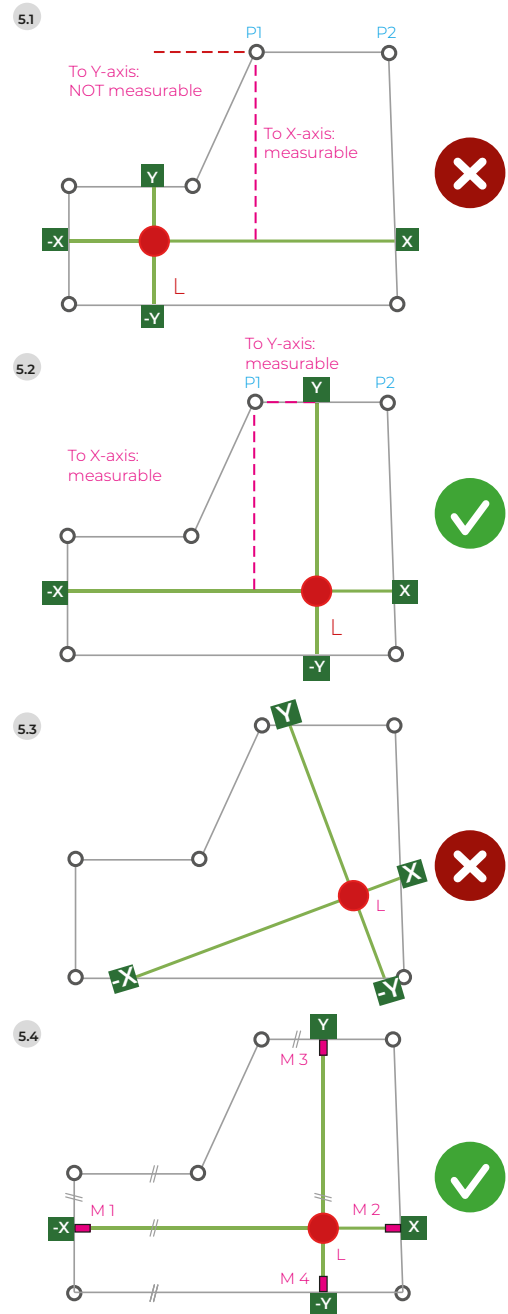 5.1
P1
P2
To Y-axis:
NOT measurable
To X-axis:
measurable
Y
-X
X
L
-Y
To Y-axis:
measurable
5.2
P1
Y
P2
To X-axis:
measurable
-X
X
L
-Y
5.3
Y
X
L
-X
-Y
5.4
Y
M 3
M 1
M 2
-X
X
L
M 4
-Y